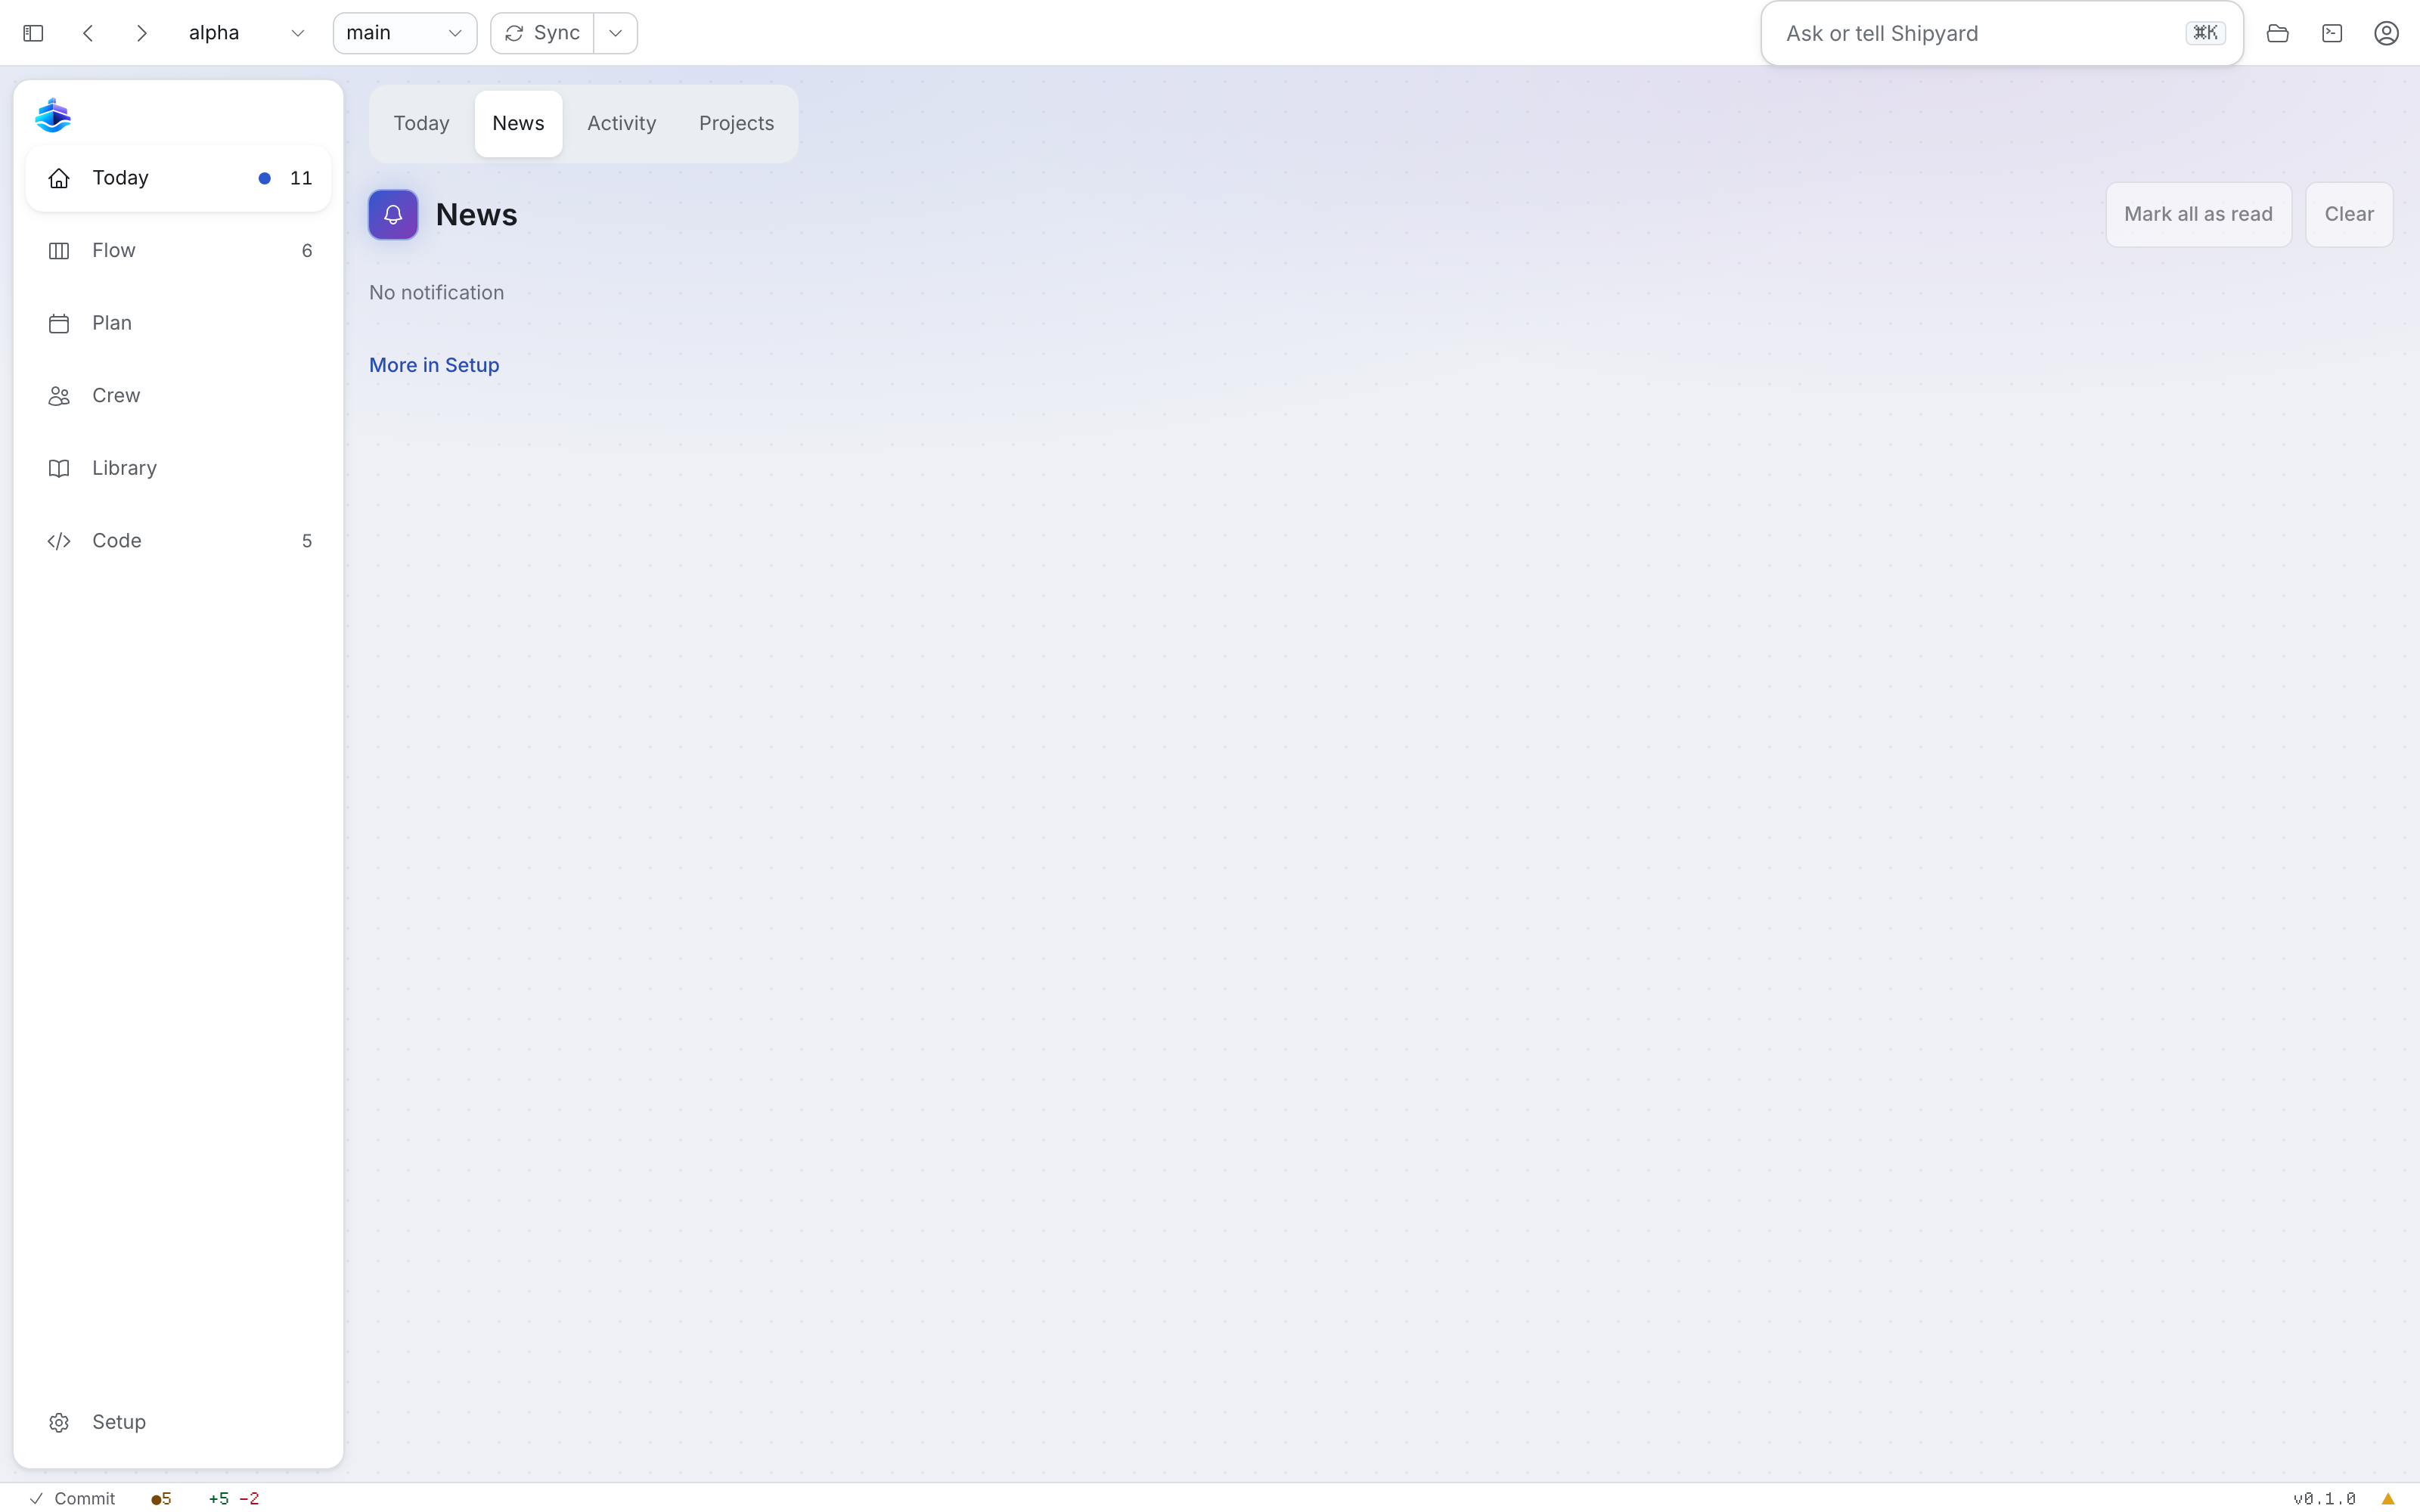 alpha
main
Sync
Ask or tell Shipyard ⌘K
Today News Activity Projects
Today 11
Flow 6
Plan
Crew
Library
Code 5
Setup
News
Mark all as read Clear
No notification
More in Setup
Commit 5 +5 -2
v0.1.0